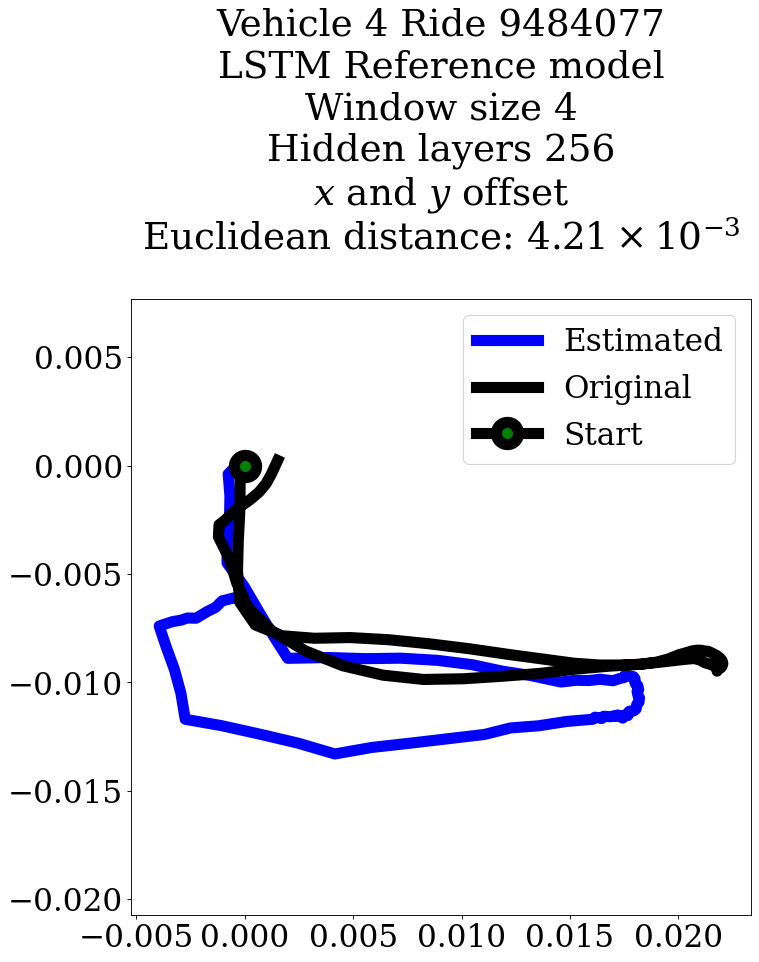 Vehicle 4 Ride 9484077
LSTM Reference model
Window size 4
Hidden layers 256
x and y offset
Euclidean distance: 4.21 × 10⁻³
Estimated
Original
Start
0.005
0.000
−0.005
−0.010
−0.015
−0.020
−0.005 0.000 0.005 0.010 0.015 0.020